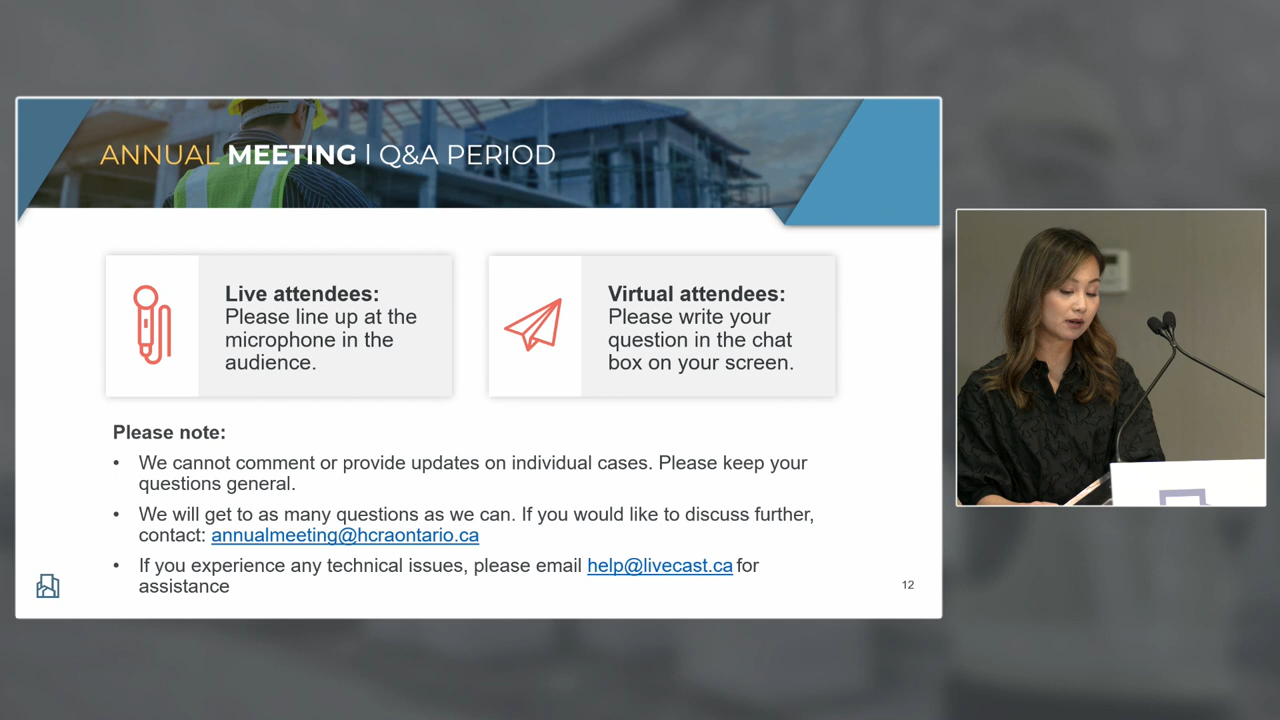 ANNUAL MEETING | Q&A PERIOD
Live attendees:
Please line up at the
microphone in the
audience.
Virtual attendees:
Please write your
question in the chat
box on your screen.
Please note:
• We cannot comment or provide updates on individual cases. Please keep your
questions general.
• We will get to as many questions as we can. If you would like to discuss further,
contact: annualmeeting@hcraontario.ca
• If you experience any technical issues, please email help@livecast.ca for
assistance
12